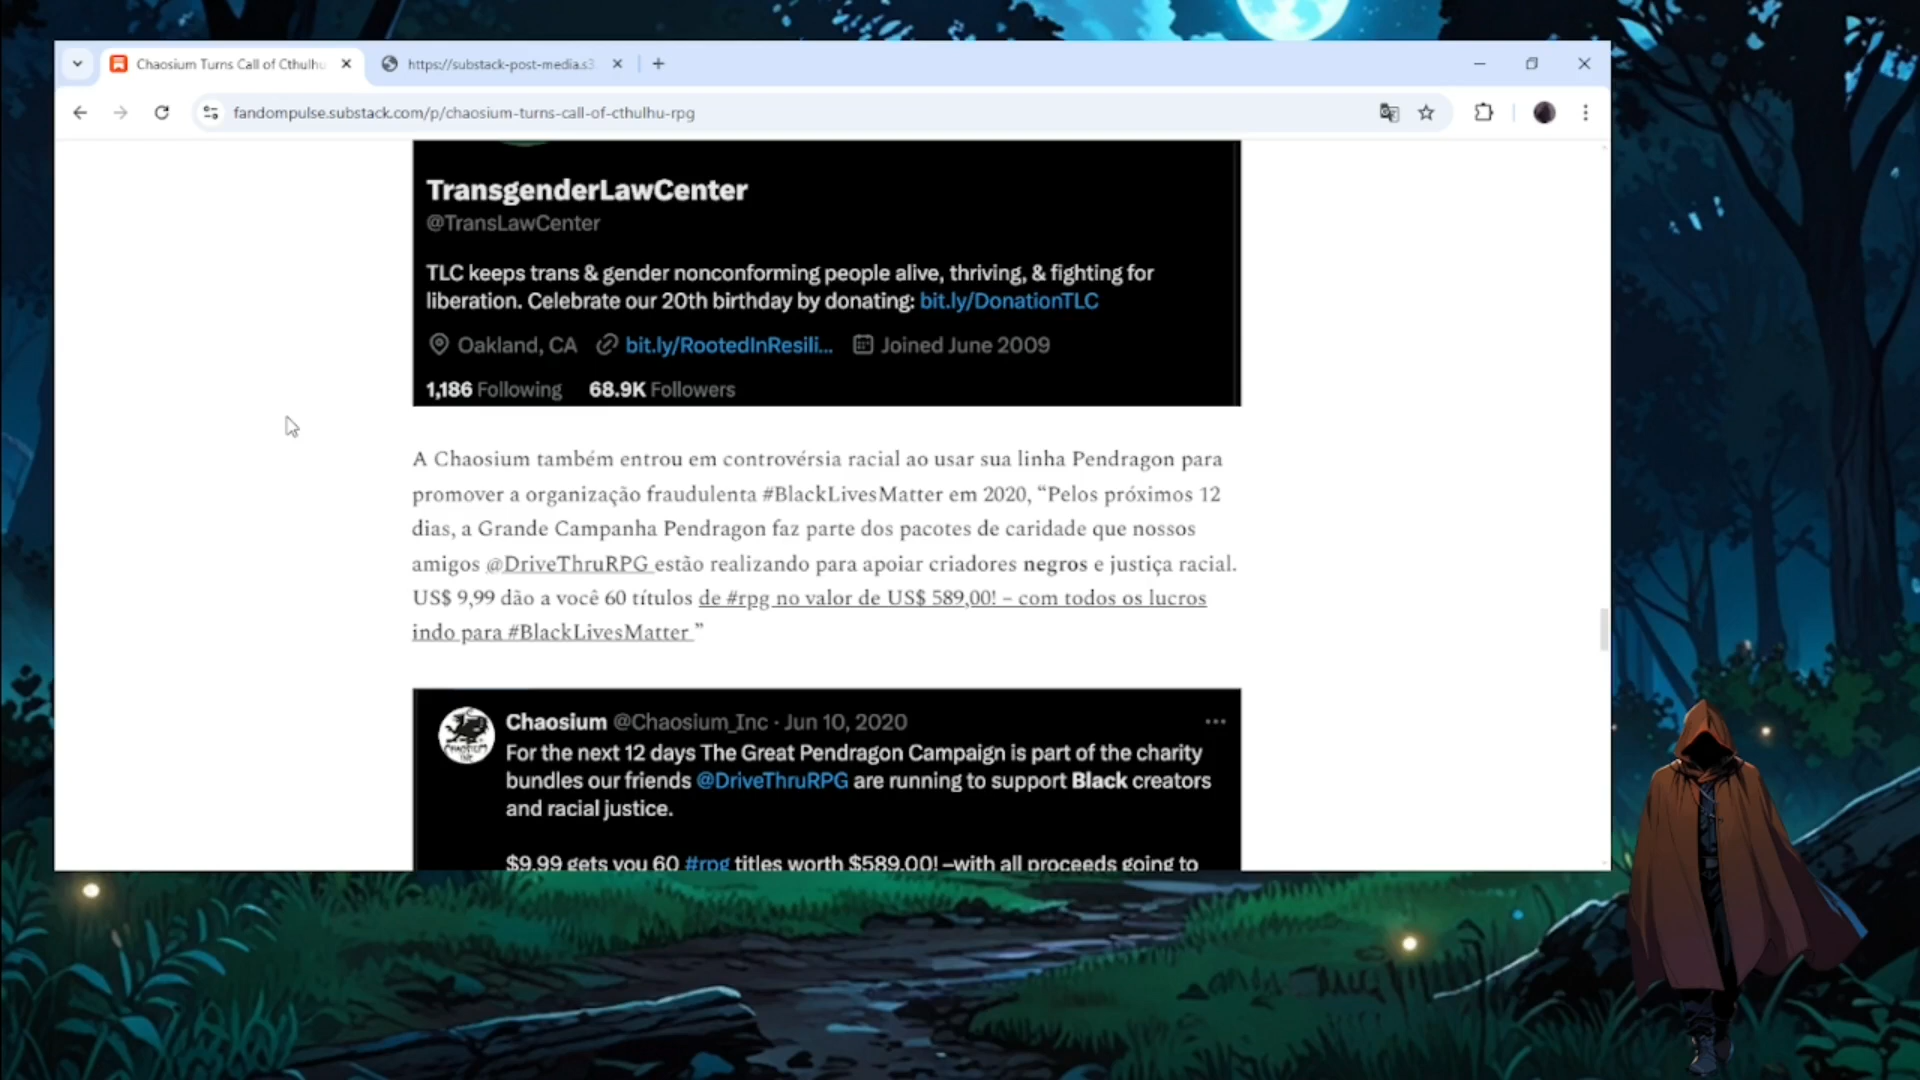 Chaosium Turns Call of Cthulhu
https://substack-post-media.s3
fandompulse.substack.com/p/chaosium-turns-call-of-cthulhu-rpg
TransgenderLawCenter
@TransLawCenter
TLC keeps trans & gender nonconforming people alive, thriving, & fighting for
liberation. Celebrate our 20th birthday by donating: bit.ly/DonationTLC
Oakland, CA bit.ly/RootedInResili... Joined June 2009
1,186 Following 68.9K Followers
A Chaosium também entrou em controvérsia racial ao usar sua linha Pendragon para
promover a organização fraudulenta #BlackLivesMatter em 2020, “Pelos próximos 12
dias, a Grande Campanha Pendragon faz parte dos pacotes de caridade que nossos
amigos @DriveThruRPG estão realizando para apoiar criadores negros e justiça racial.
US$ 9,99 dão a você 60 títulos de #rpg no valor de US$ 589,00! – com todos os lucros
indo para #BlackLivesMatter ”
CHAOSIUM INC
Chaosium @Chaosium_Inc · Jun 10, 2020
For the next 12 days The Great Pendragon Campaign is part of the charity
bundles our friends @DriveThruRPG are running to support Black creators
and racial justice.
$9.99 gets you 60 #rpg titles worth $589.00! –with all proceeds going to